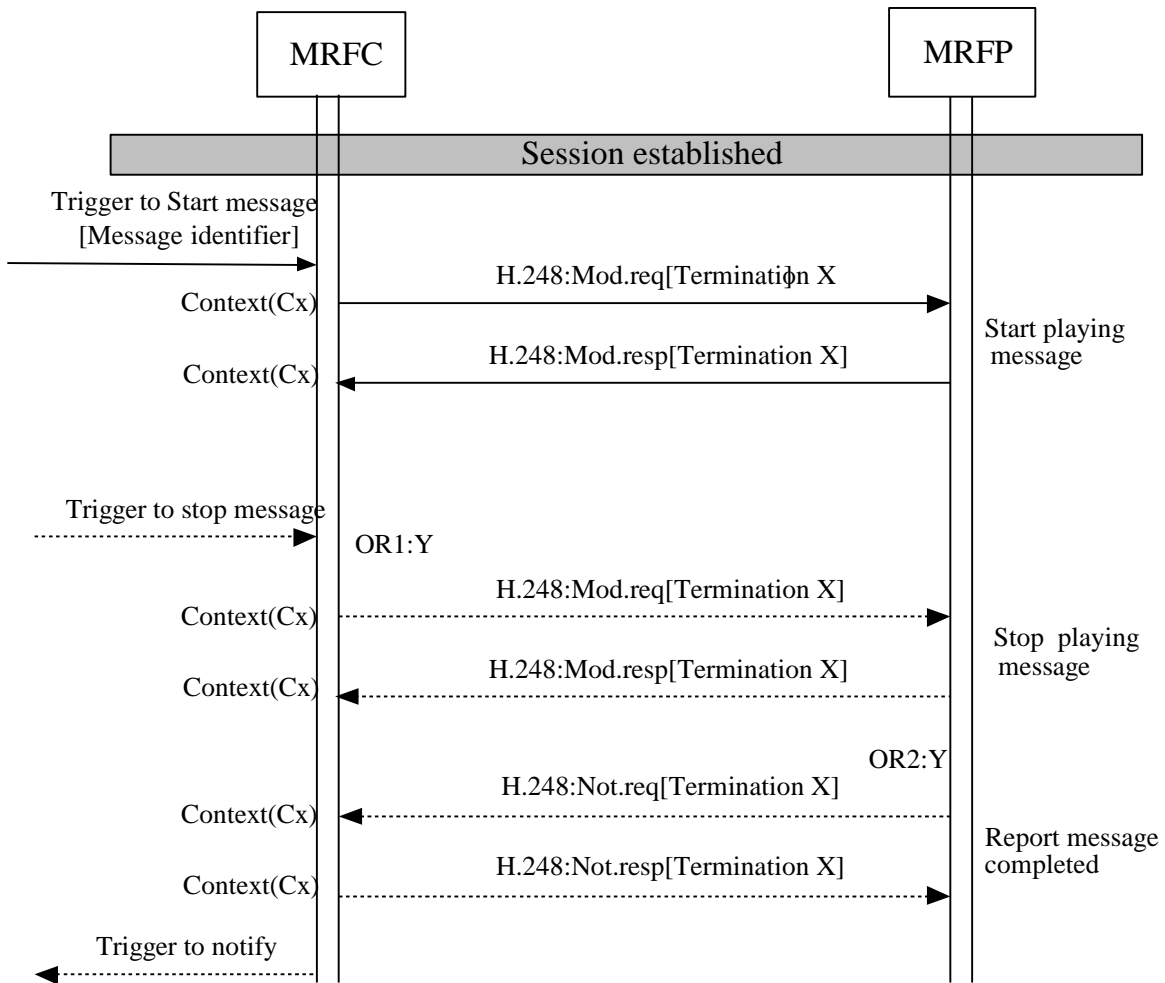 MRFC
MRFP
Session established
Trigger to Start message
[Message identifier]
H.248:Mod.req[Termination X]
Context(Cx)
Start playing
message
H.248:Mod.resp[Termination X]
Context(Cx)
Trigger to stop message
OR1:Y
H.248:Mod.req[Termination X]
Context(Cx)
Stop playing
message
H.248:Mod.resp[Termination X]
Context(Cx)
OR2:Y
H.248:Not.req[Termination X]
Context(Cx)
Report message
completed
H.248:Not.resp[Termination X]
Context(Cx)
Trigger to notify